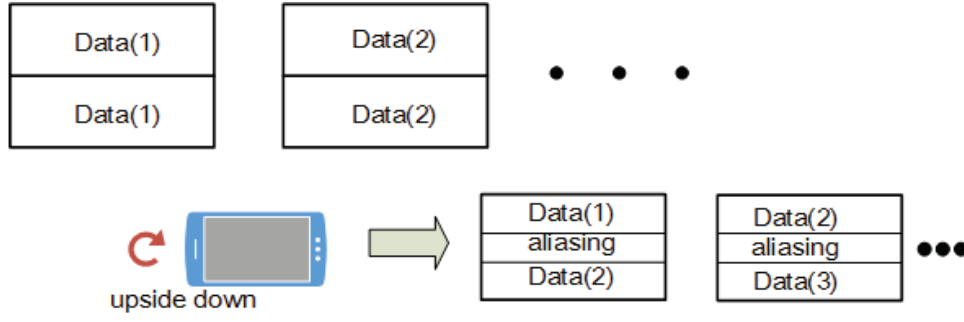 Data(1)
Data(2)
Data(1)
Data(2)
upside down
Data(1)
aliasing
Data(2)
Data(2)
aliasing
Data(3)